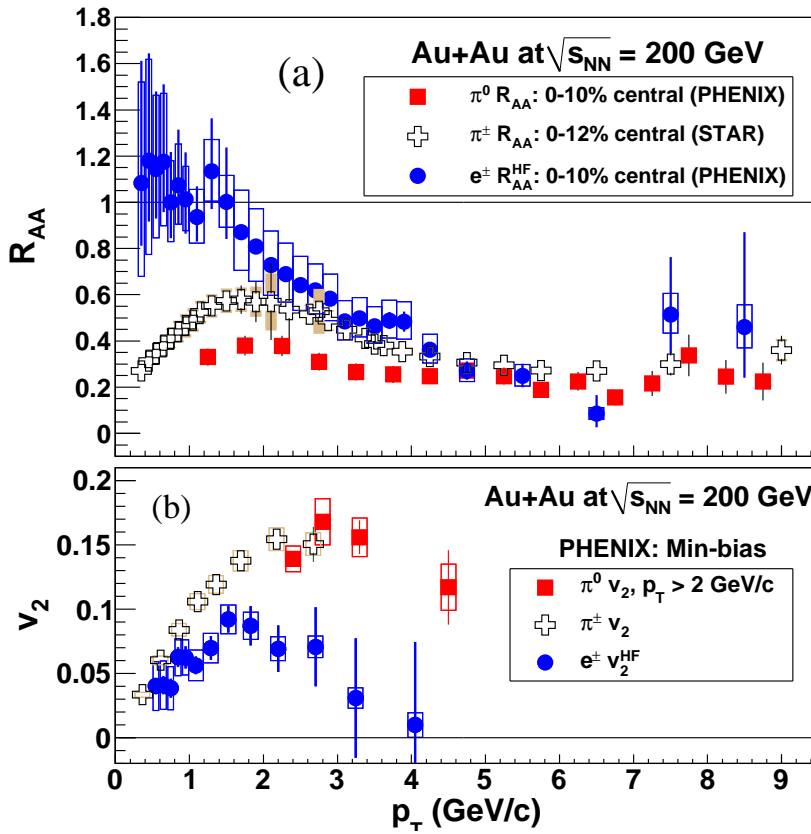 (a)
Au+Au at √sNN = 200 GeV
π⁰ RAA: 0-10% central (PHENIX)
π± RAA: 0-12% central (STAR)
e± RAA^HF: 0-10% central (PHENIX)
RAA
1.8
1.6
1.4
1.2
1
0.8
0.6
0.4
0.2
0
(b)
Au+Au at √sNN = 200 GeV
PHENIX: Min-bias
π⁰ v2, pT > 2 GeV/c
π± v2
e± v2^HF
v2
0.2
0.15
0.1
0.05
0
0 1 2 3 4 5 6 7 8 9
pT (GeV/c)